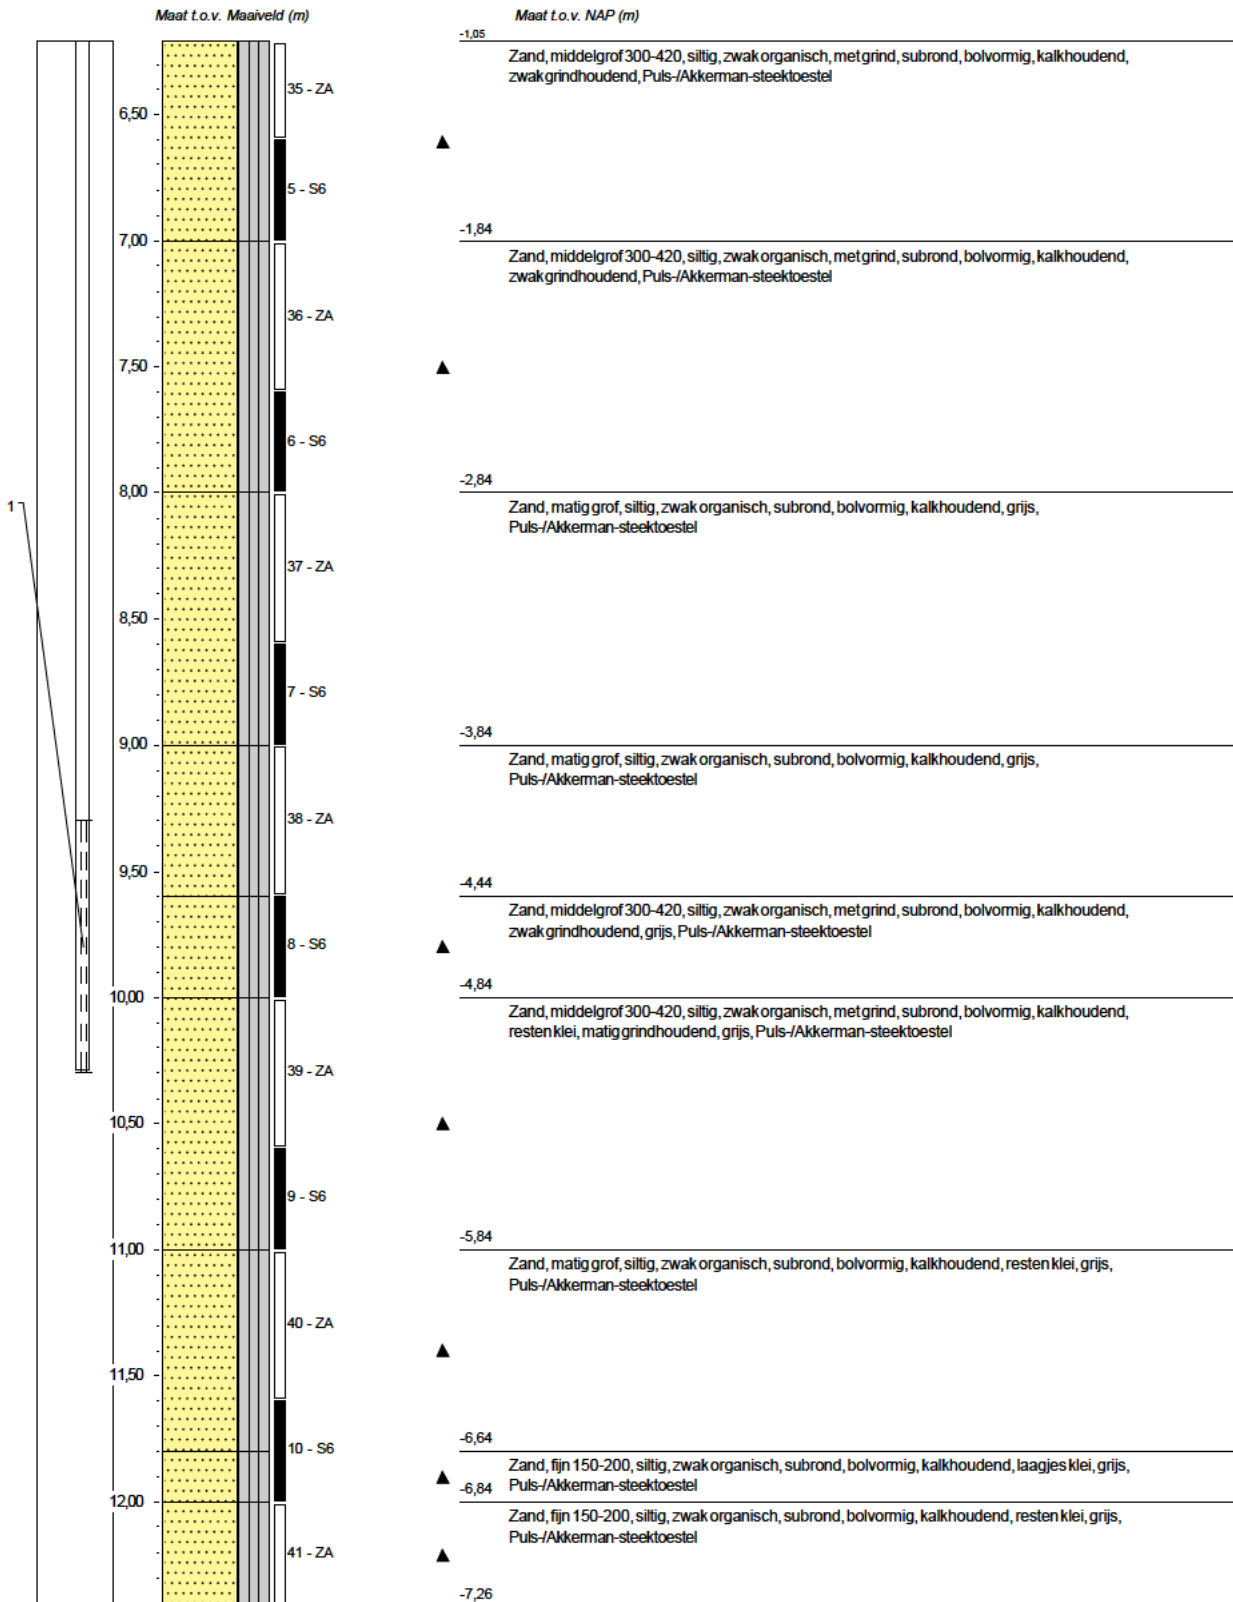 Maat t.o.v. Maaiveld (m)
Maat t.o.v. NAP (m)
-1,05
Zand, middelgrof 300-420, siltig, zwak organisch, met grind, subrond, bolvormig, kalkhoudend,
zwak grindhoudend, Puls-/Akkerman-steektoestel
35 - ZA
6,50
5 - S6
-1,84
7,00
Zand, middelgrof 300-420, siltig, zwak organisch, met grind, subrond, bolvormig, kalkhoudend,
zwak grindhoudend, Puls-/Akkerman-steektoestel
36 - ZA
7,50
6 - S6
-2,84
8,00
1
Zand, matig grof, siltig, zwak organisch, subrond, bolvormig, kalkhoudend, grijs,
Puls-/Akkerman-steektoestel
37 - ZA
8,50
7 - S6
-3,84
9,00
Zand, matig grof, siltig, zwak organisch, subrond, bolvormig, kalkhoudend, grijs,
Puls-/Akkerman-steektoestel
38 - ZA
9,50
-4,44
Zand, middelgrof 300-420, siltig, zwak organisch, met grind, subrond, bolvormig, kalkhoudend,
zwak grindhoudend, grijs, Puls-/Akkerman-steektoestel
8 - S6
-4,84
10,00
Zand, middelgrof 300-420, siltig, zwak organisch, met grind, subrond, bolvormig, kalkhoudend,
resten klei, matig grindhoudend, grijs, Puls-/Akkerman-steektoestel
39 - ZA
10,50
9 - S6
-5,84
11,00
Zand, matig grof, siltig, zwak organisch, subrond, bolvormig, kalkhoudend, resten klei, grijs,
Puls-/Akkerman-steektoestel
40 - ZA
11,50
-6,64
10 - S6
Zand, fijn 150-200, siltig, zwak organisch, subrond, bolvormig, kalkhoudend, laagjes klei, grijs,
Puls-/Akkerman-steektoestel
-6,84
12,00
Zand, fijn 150-200, siltig, zwak organisch, subrond, bolvormig, kalkhoudend, resten klei, grijs,
Puls-/Akkerman-steektoestel
41 - ZA
-7,26